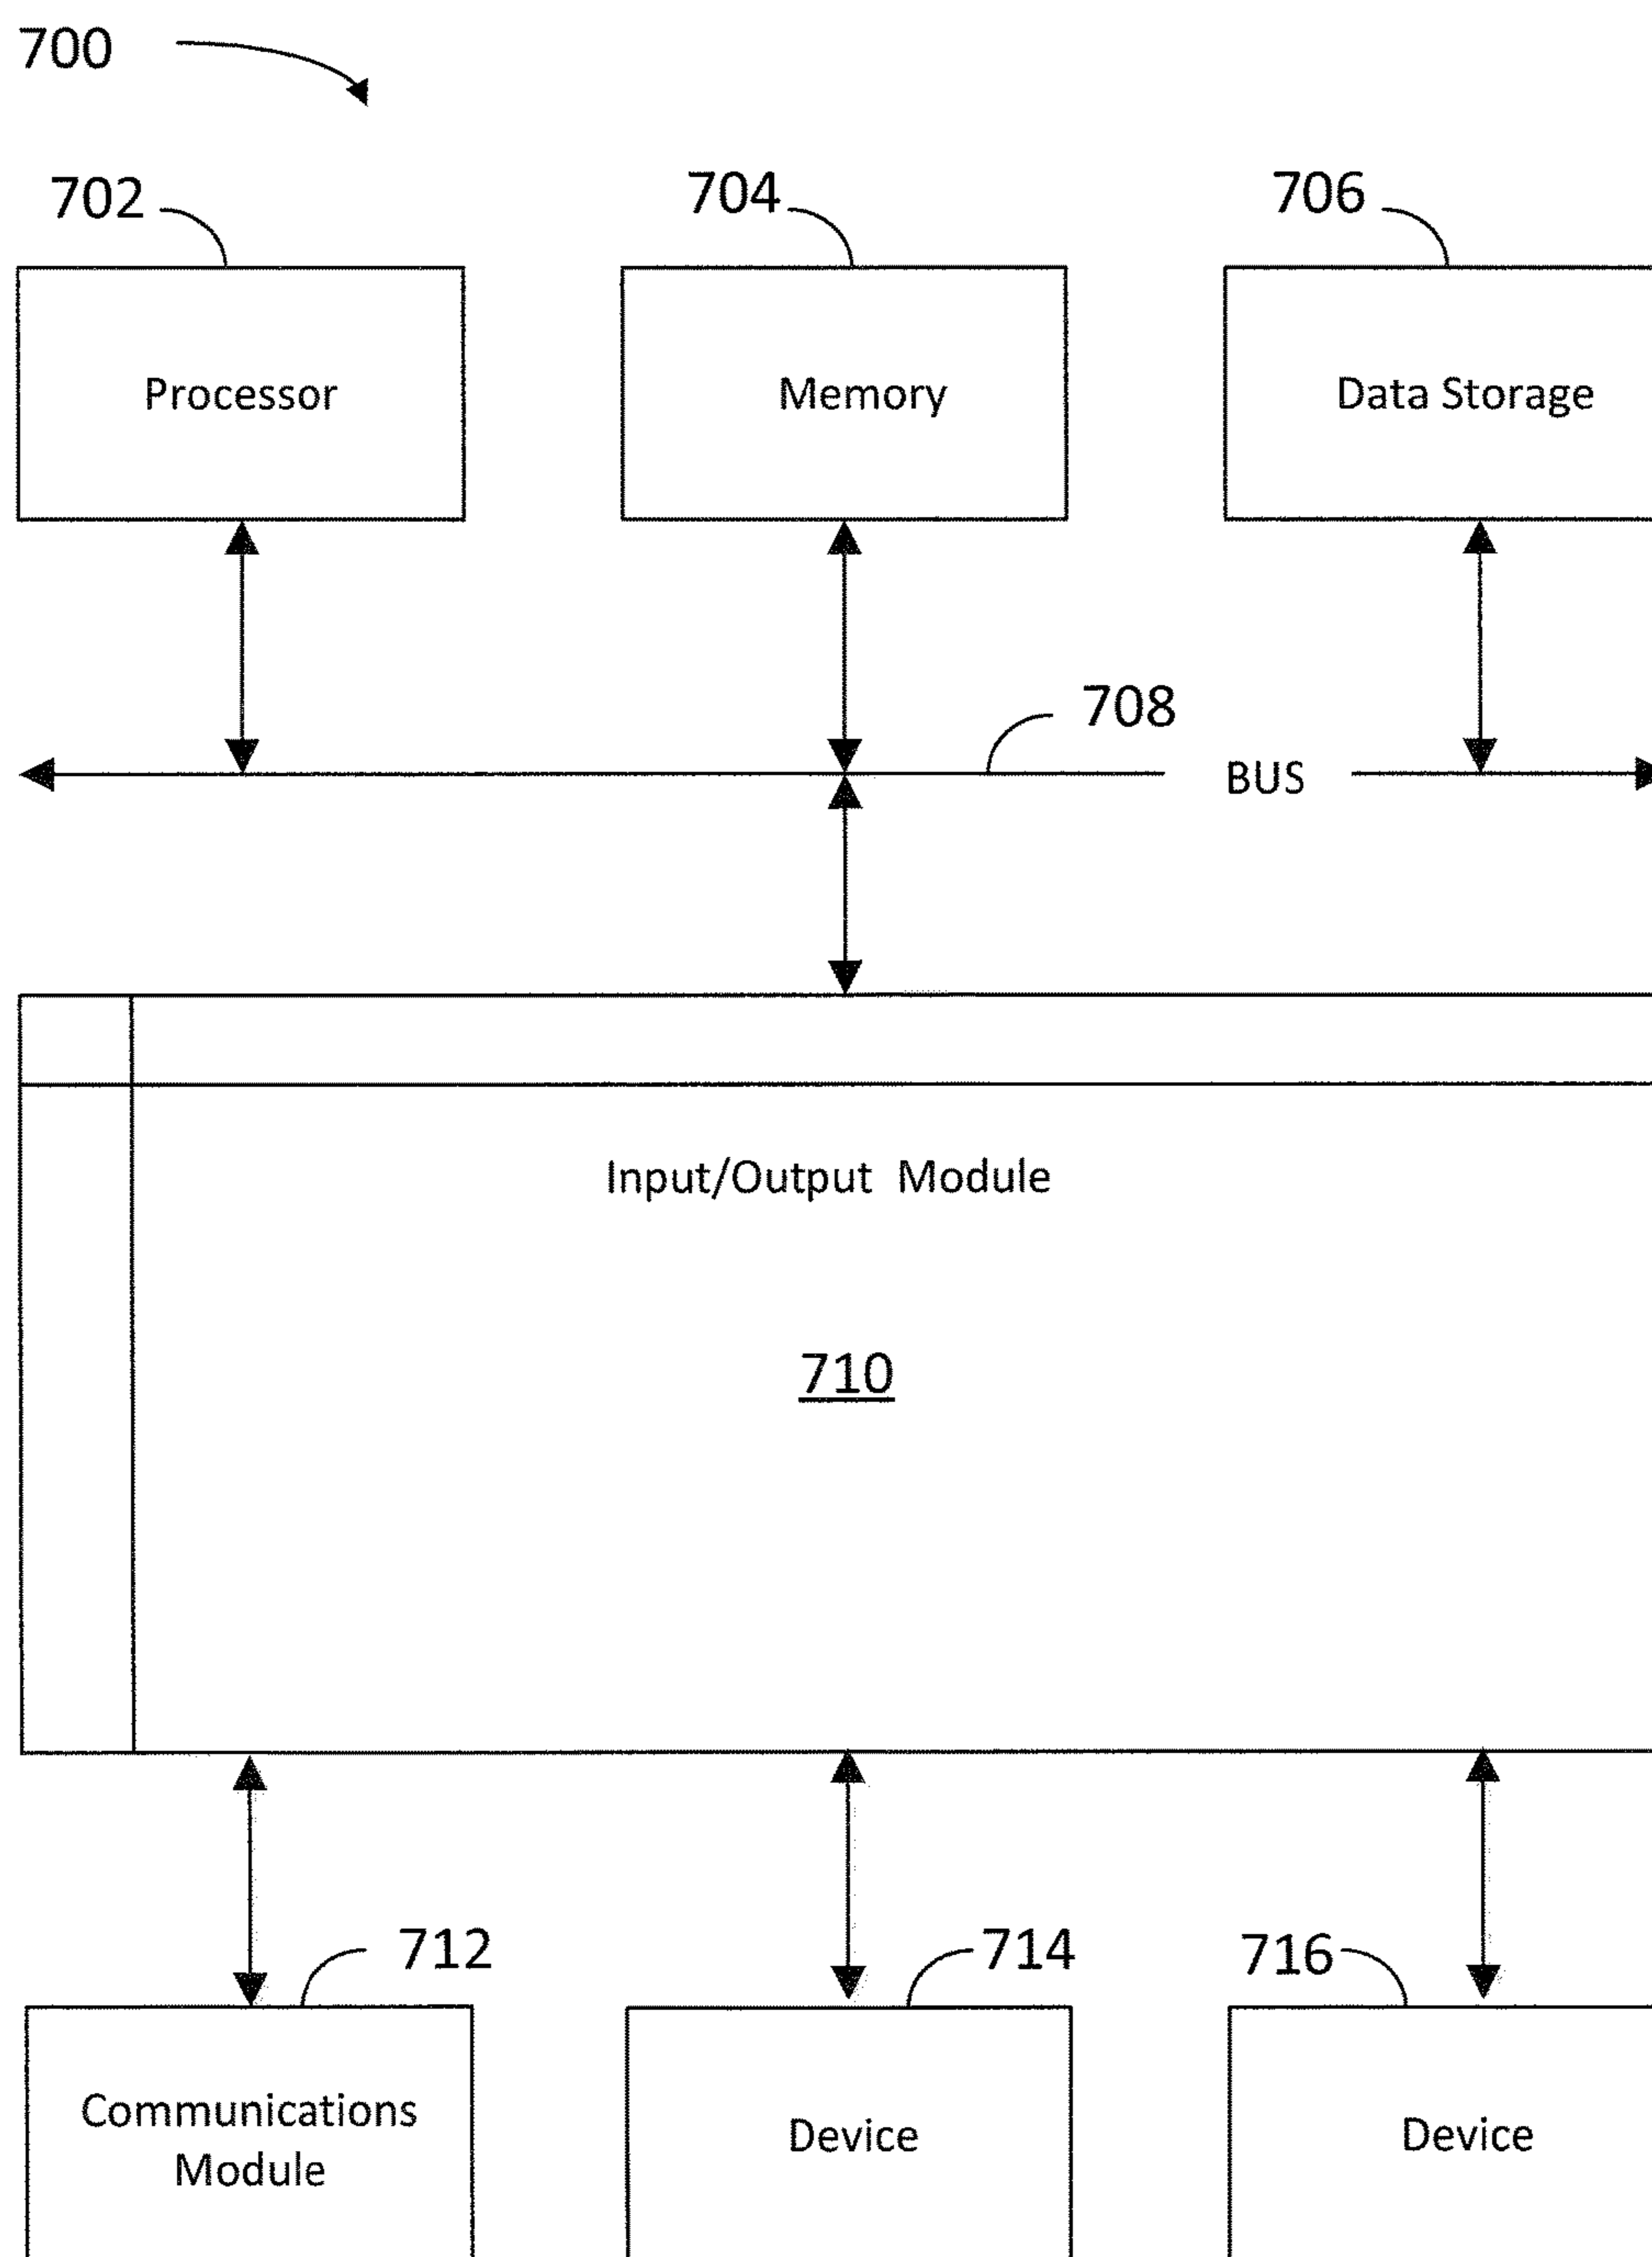 700
702
704
706
Processor
Memory
Data Storage
708
BUS
Input/Output Module
710
712
714
716
Communications
Module
Device
Device